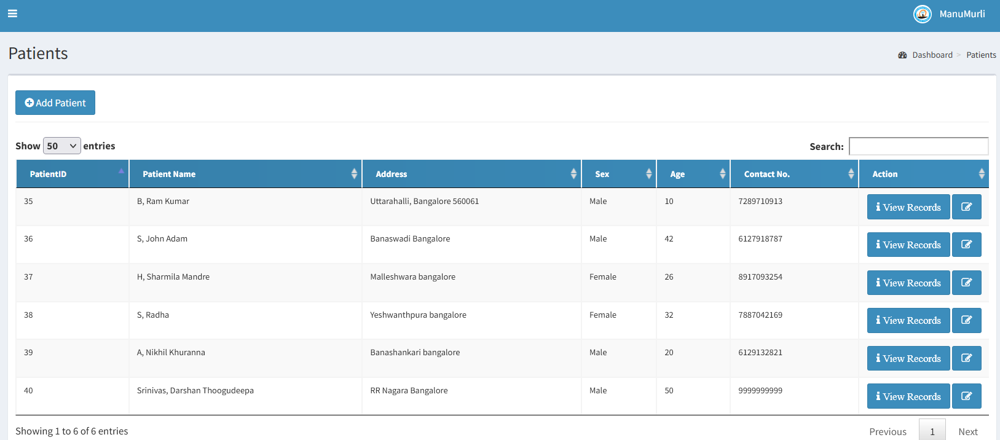 ManuMurli
Patients
Dashboard > Patients
Add Patient
Show 50 entries
Search:
PatientID Patient Name Address Sex Age Contact No. Action
35 B, Ram Kumar Uttarahalli, Bangalore 560061 Male 10 7289710913 View Records
36 S, John Adam Banaswadi Bangalore Male 42 6127918787 View Records
37 H, Sharmila Mandre Malleshwara bangalore Female 26 8917093254 View Records
38 S, Radha Yeshwanthpura bangalore Female 32 7887042169 View Records
39 A, Nikhil Khuranna Banashankari bangalore Male 20 6129132821 View Records
40 Srinivas, Darshan Thoogudeepa RR Nagara Bangalore Male 50 9999999999 View Records
Showing 1 to 6 of 6 entries
Previous 1 Next